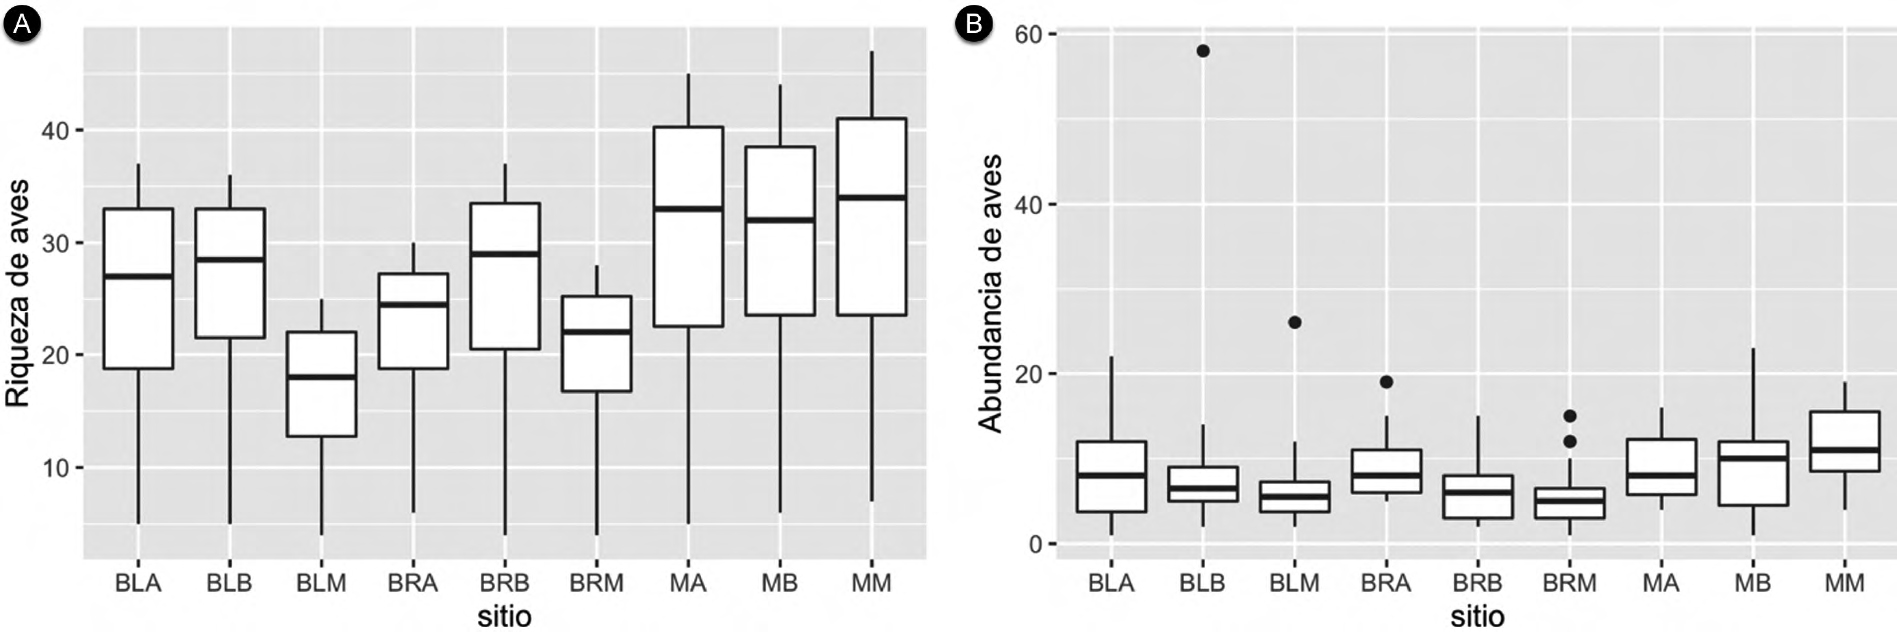 A
Riqueza de aves
40
30
20
10
BLA BLB BLM BRA BRB BRM MA MB MM
sitio
B
Abundancia de aves
60
40
20
0
BLA BLB BLM BRA BRB BRM MA MB MM
sitio